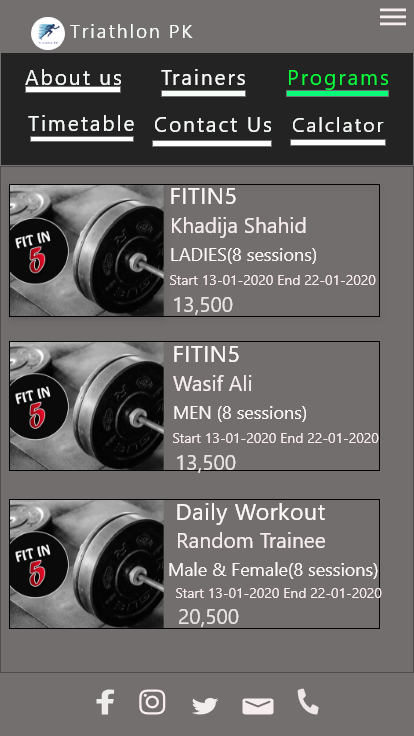 Triathlon PK
About us Trainers Programs
Timetable Contact Us Calclator
FIT IN
5
FITIN5
Khadija Shahid
LADIES(8 sessions)
Start 13-01-2020 End 22-01-2020
13,500
FIT IN
5
FITIN5
Wasif Ali
MEN (8 sessions)
Start 13-01-2020 End 22-01-2020
13,500
FIT IN
5
Daily Workout
Random Trainee
Male & Female(8 sessions)
Start 13-01-2020 End 22-01-2020
20,500